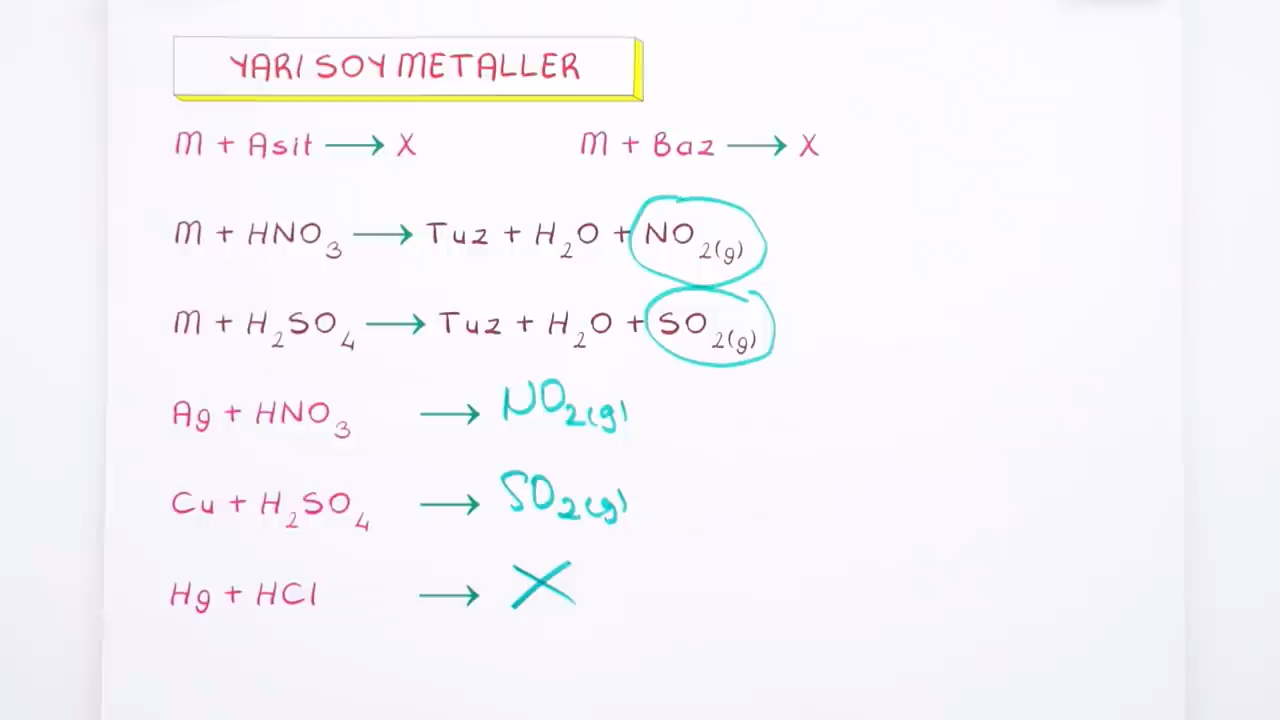 YARI SOY METALLER
M + Asit → X M + Baz → X
M + HNO₃ → Tuz + H₂O + NO₂(g)
M + H₂SO₄ → Tuz + H₂O + SO₂(g)
Ag + HNO₃ → NO₂(g)
Cu + H₂SO₄ → SO₂(g)
Hg + HCl → X